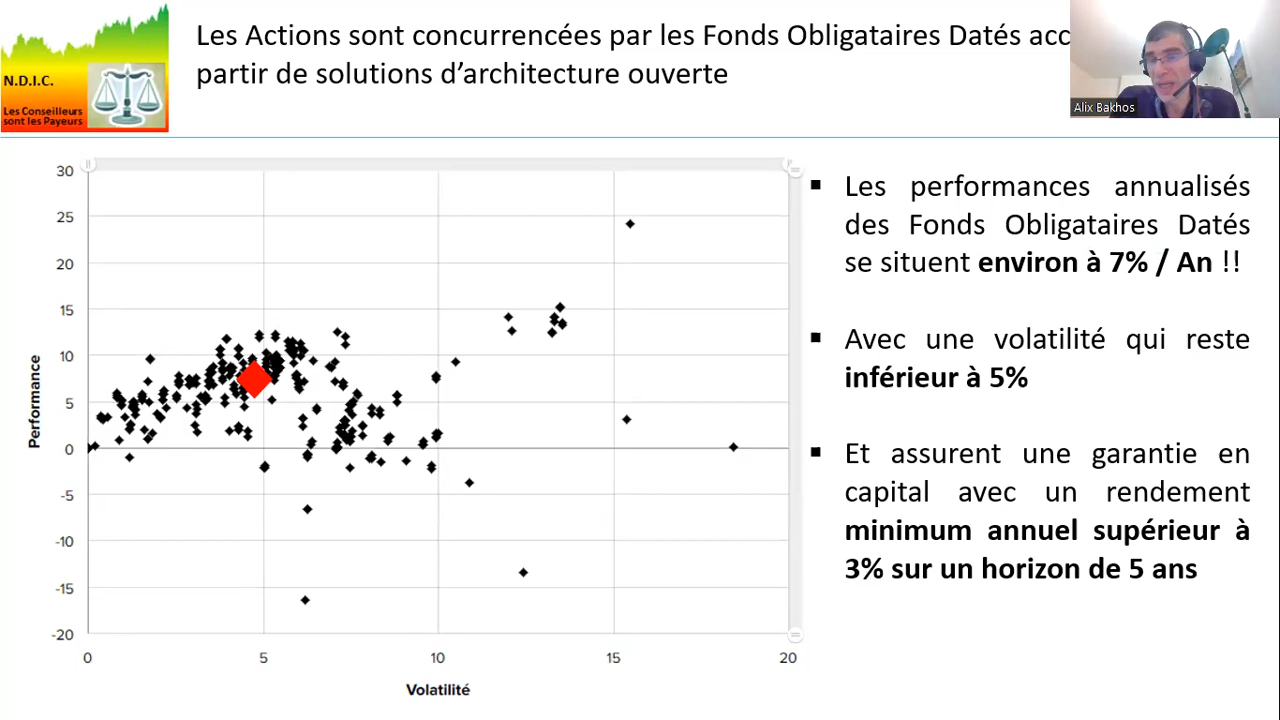 Les Actions sont concurrencées par les Fonds Obligataires Datés acc
partir de solutions d’architecture ouverte
N.D.I.C.
Les Conseilleurs
sont les Payeurs
Alix Bakhos
30
25
20
15
10
5
0
-5
-10
-15
-20
Performance
0 5 10 15 20
Volatilité
▪ Les performances annualisés
des Fonds Obligataires Datés
se situent environ à 7% / An !!
▪ Avec une volatilité qui reste
inférieur à 5%
▪ Et assurent une garantie en
capital avec un rendement
minimum annuel supérieur à
3% sur un horizon de 5 ans